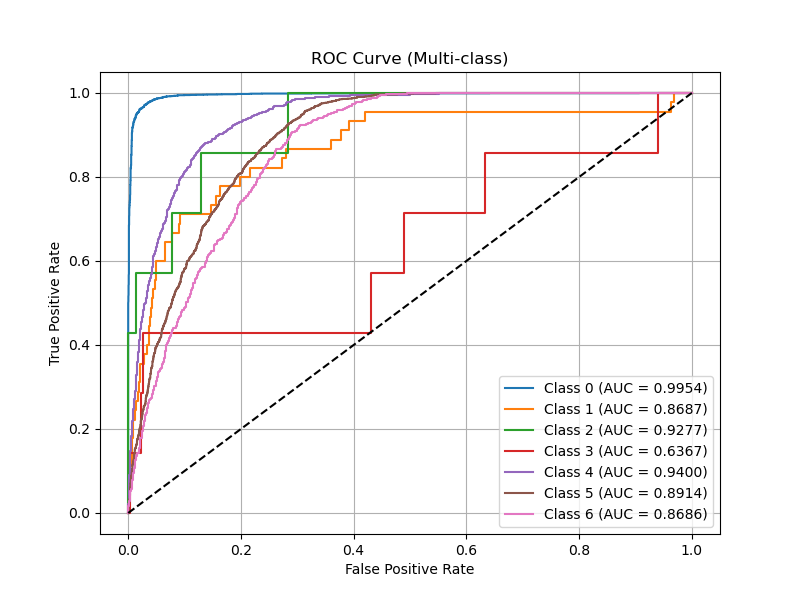 ROC Curve (Multi-class)
1.0
0.8
0.6
0.4
0.2
0.0
True Positive Rate
Class 0 (AUC = 0.9954)
Class 1 (AUC = 0.8687)
Class 2 (AUC = 0.9277)
Class 3 (AUC = 0.6367)
Class 4 (AUC = 0.9400)
Class 5 (AUC = 0.8914)
Class 6 (AUC = 0.8686)
0.0 0.2 0.4 0.6 0.8 1.0
False Positive Rate